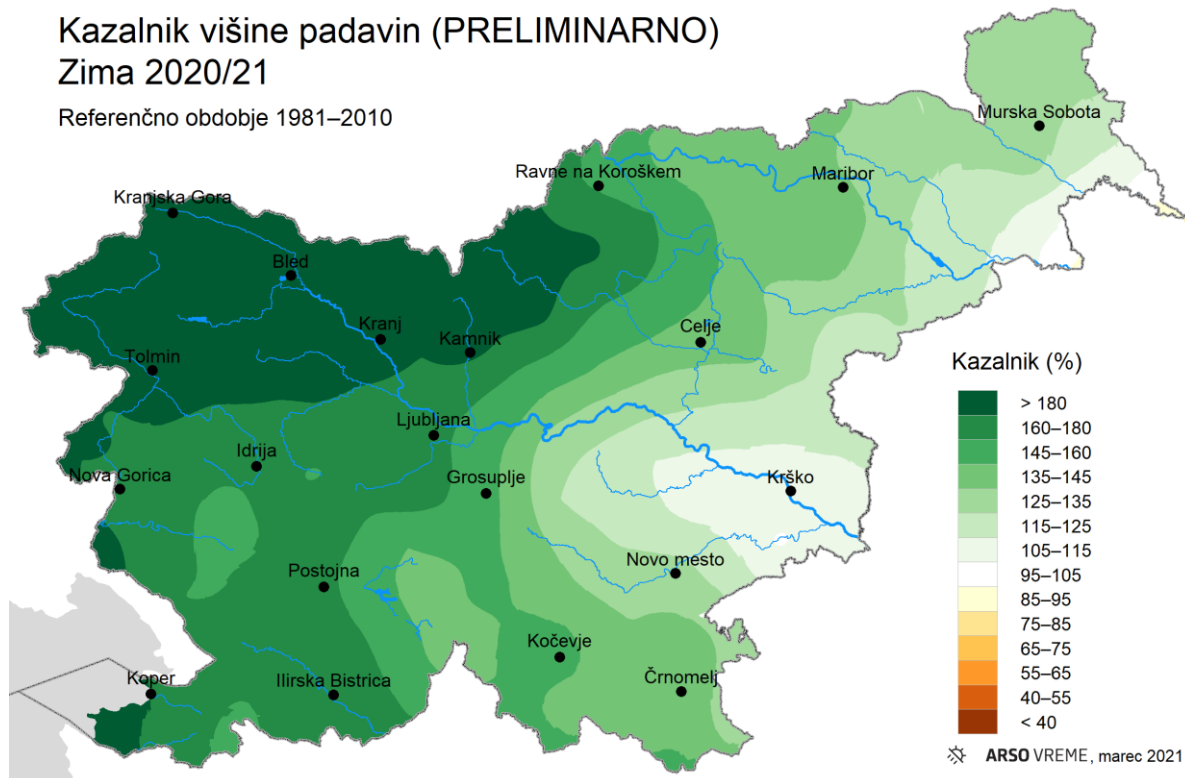 Kazalnik višine padavin (PRELIMINARNO)
Zima 2020/21
Referenčno obdobje 1981–2010
Murska Sobota
Ravne na Koroškem
Maribor
Kranjska Gora
Bled
Kranj
Kamnik
Celje
Tolmin
Ljubljana
Idrija
Nova Gorica
Grosuplje
Krško
Postojna
Novo mesto
Kočevje
Koper
Ilirska Bistrica
Črnomelj
Kazalnik (%)
> 180
160–180
145–160
135–145
125–135
115–125
105–115
95–105
85–95
75–85
65–75
55–65
40–55
< 40
ARSO VREME, marec 2021